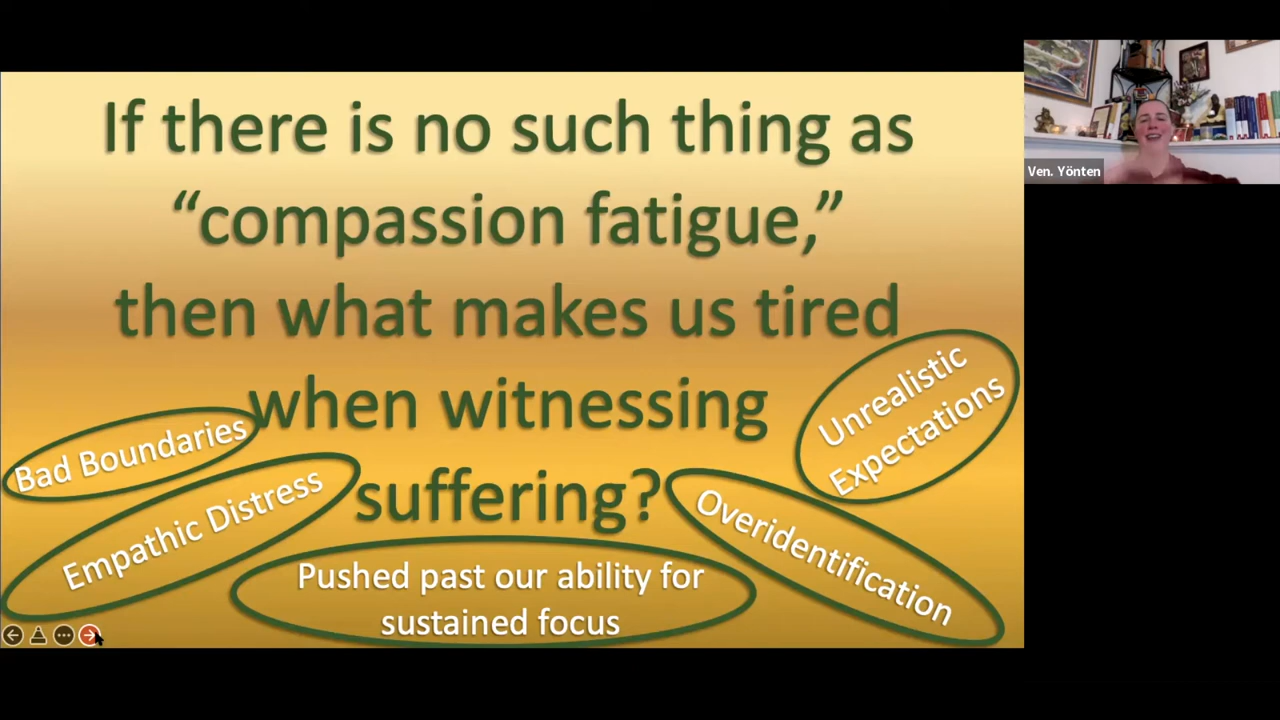 If there is no such thing as
“compassion fatigue,”
then what makes us tired
when witnessing
suffering?
Bad Boundaries
Empathic Distress
Pushed past our ability for
sustained focus
Overidentification
Unrealistic
Expectations
Ven. Yönten